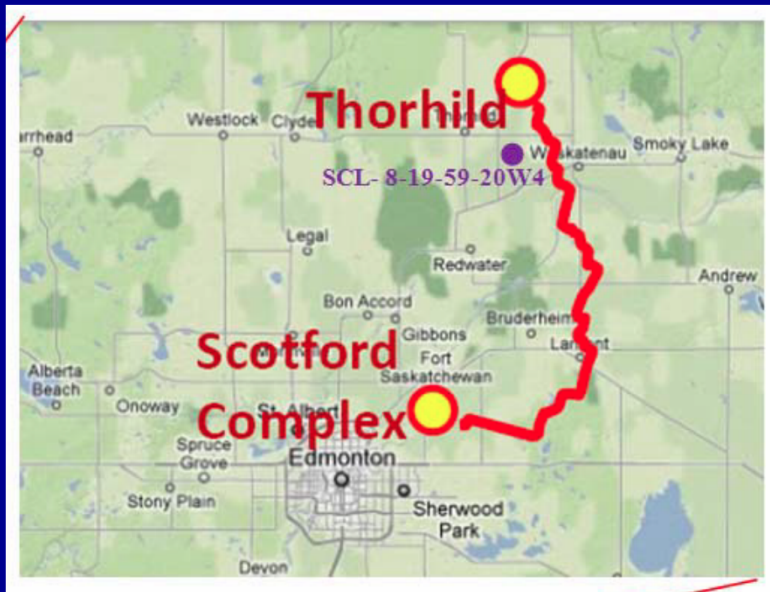 Thorhild
Westlock
Clyde
arrhead
Waskatenau
Smoky Lake
SCL- 8-19-59-20W4
Legal
Redwater
Andrew
Bon Accord
Gibbons
Bruderheim
Scotford
Complex
Fort
Saskatchewan
Lamont
Alberta
Beach
Onoway
St. Albert
Spruce
Grove
Edmonton
Stony Plain
Sherwood
Park
Devon